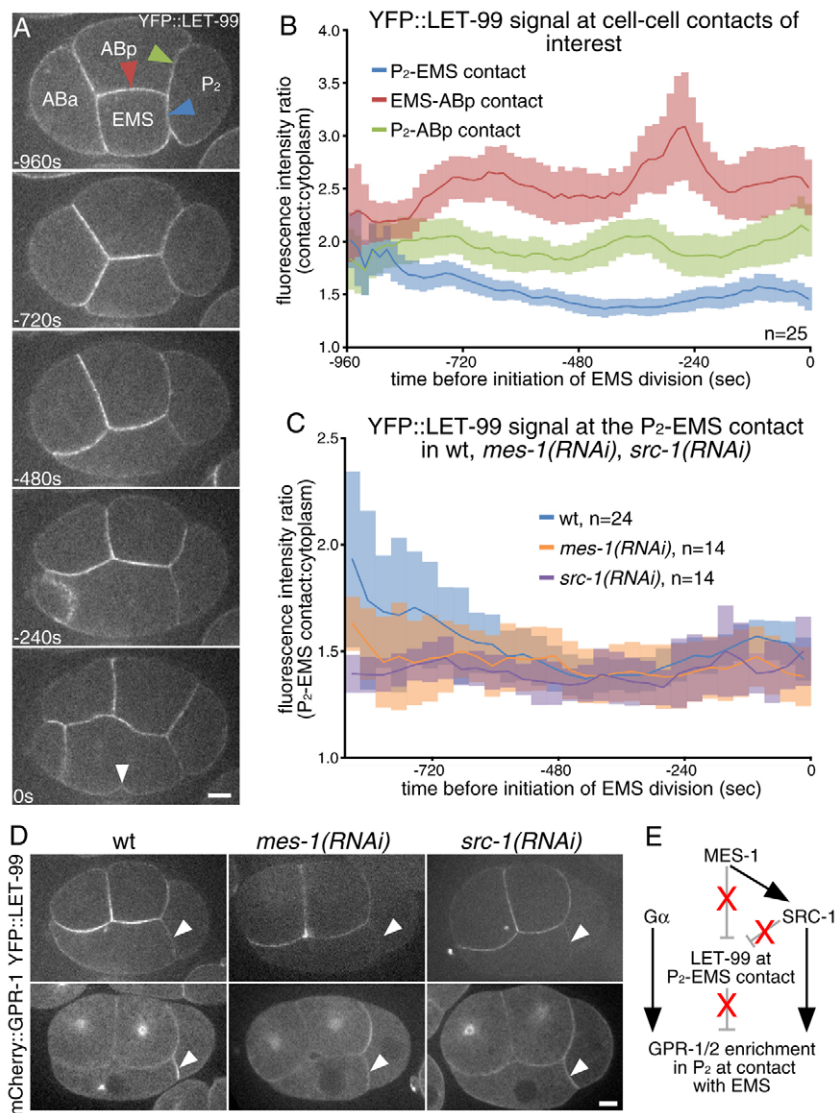 A
YFP::LET-99
ABp
P2
ABa
EMS
-960s
-720s
-480s
-240s
0s
B
YFP::LET-99 signal at cell-cell contacts of
interest
fluorescence intensity ratio
(contact:cytoplasm)
4.0
3.5
3.0
2.5
2.0
1.5
1.0
P2-EMS contact
EMS-ABp contact
P2-ABp contact
n=25
-960
-720
-480
-240
0
time before initiation of EMS division (sec)
C
YFP::LET-99 signal at the P2-EMS contact
in wt, mes-1(RNAi), src-1(RNAi)
fluorescence intensity ratio
(P2-EMS contact:cytoplasm)
2.5
2.0
1.5
1.0
wt, n=24
mes-1(RNAi), n=14
src-1(RNAi), n=14
-720
-480
-240
0
time before initiation of EMS division (sec)
D
wt
mes-1(RNAi)
src-1(RNAi)
YFP::LET-99
mCherry::GPR-1
E
MES-1
X
Gα
SRC-1
X
LET-99 at
P2-EMS contact
X
GPR-1/2 enrichment
in P2 at contact
with EMS